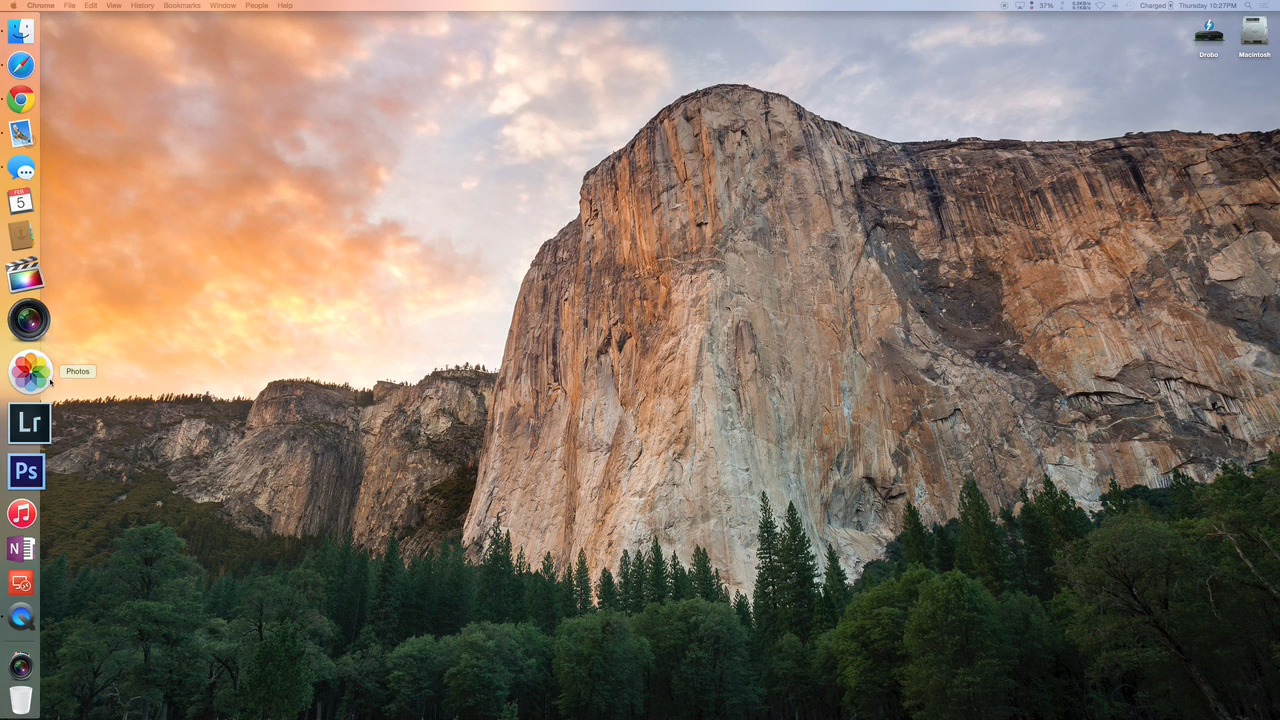 Chrome File Edit View History Bookmarks Window People Help
37% Charged Thursday 10:27PM
Drobo Macintosh
FEB
5
Photos
Lr
Ps
N